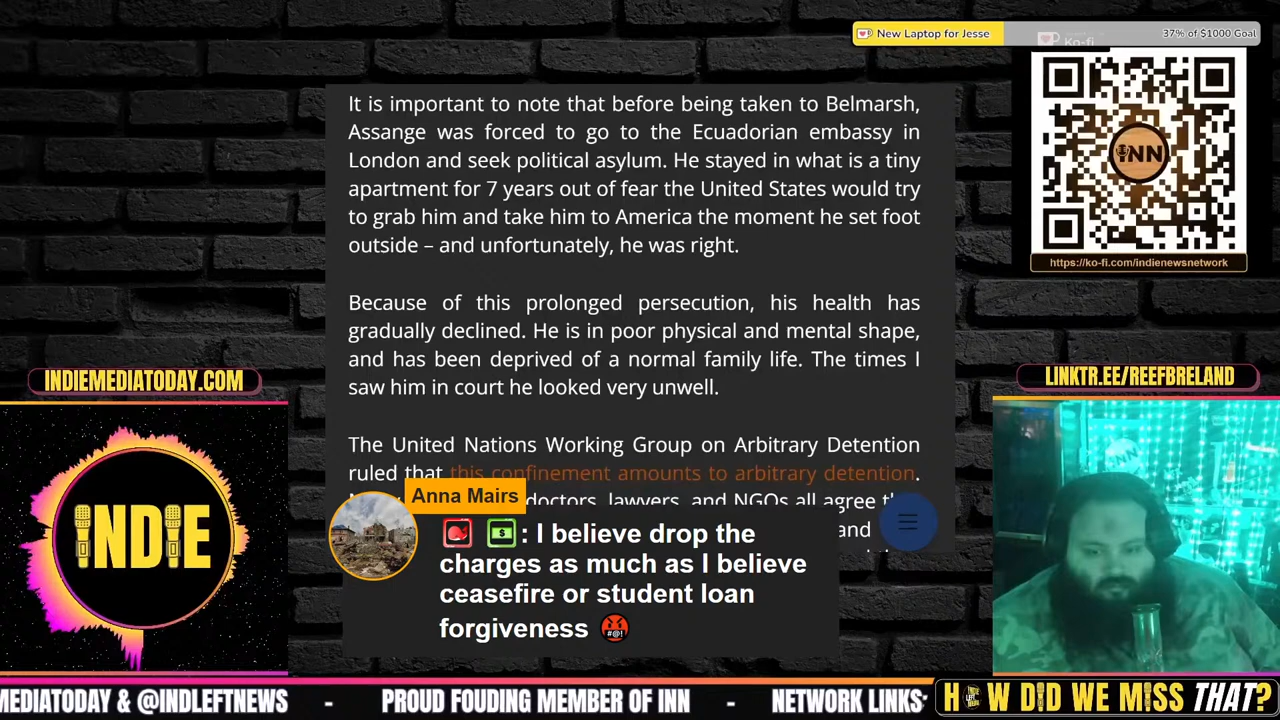 New Laptop for Jesse
Ko-fi
37% of $1000 Goal
iNN
https://ko-fi.com/indienewsnetwork
It is important to note that before being taken to Belmarsh,
Assange was forced to go to the Ecuadorian embassy in
London and seek political asylum. He stayed in what is a tiny
apartment for 7 years out of fear the United States would try
to grab him and take him to America the moment he set foot
outside – and unfortunately, he was right.
Because of this prolonged persecution, his health has
gradually declined. He is in poor physical and mental shape,
and has been deprived of a normal family life. The times I
saw him in court he looked very unwell.
The United Nations Working Group on Arbitrary Detention
ruled that this confinement amounts to arbitrary detention.
doctors, lawyers, and NGOs all agree
and
INDIEMEDIATODAY.COM
LINKTR.EE/REEFBRELAND
INDIE
Anna Mairs
: I believe drop the
charges as much as I believe
ceasefire or student loan
forgiveness
#@!
MEDIATODAY & @INDLEFTNEWS - PROUD FOUDING MEMBER OF INN - NETWORK LINKS
HOW DID WE MISS THAT?